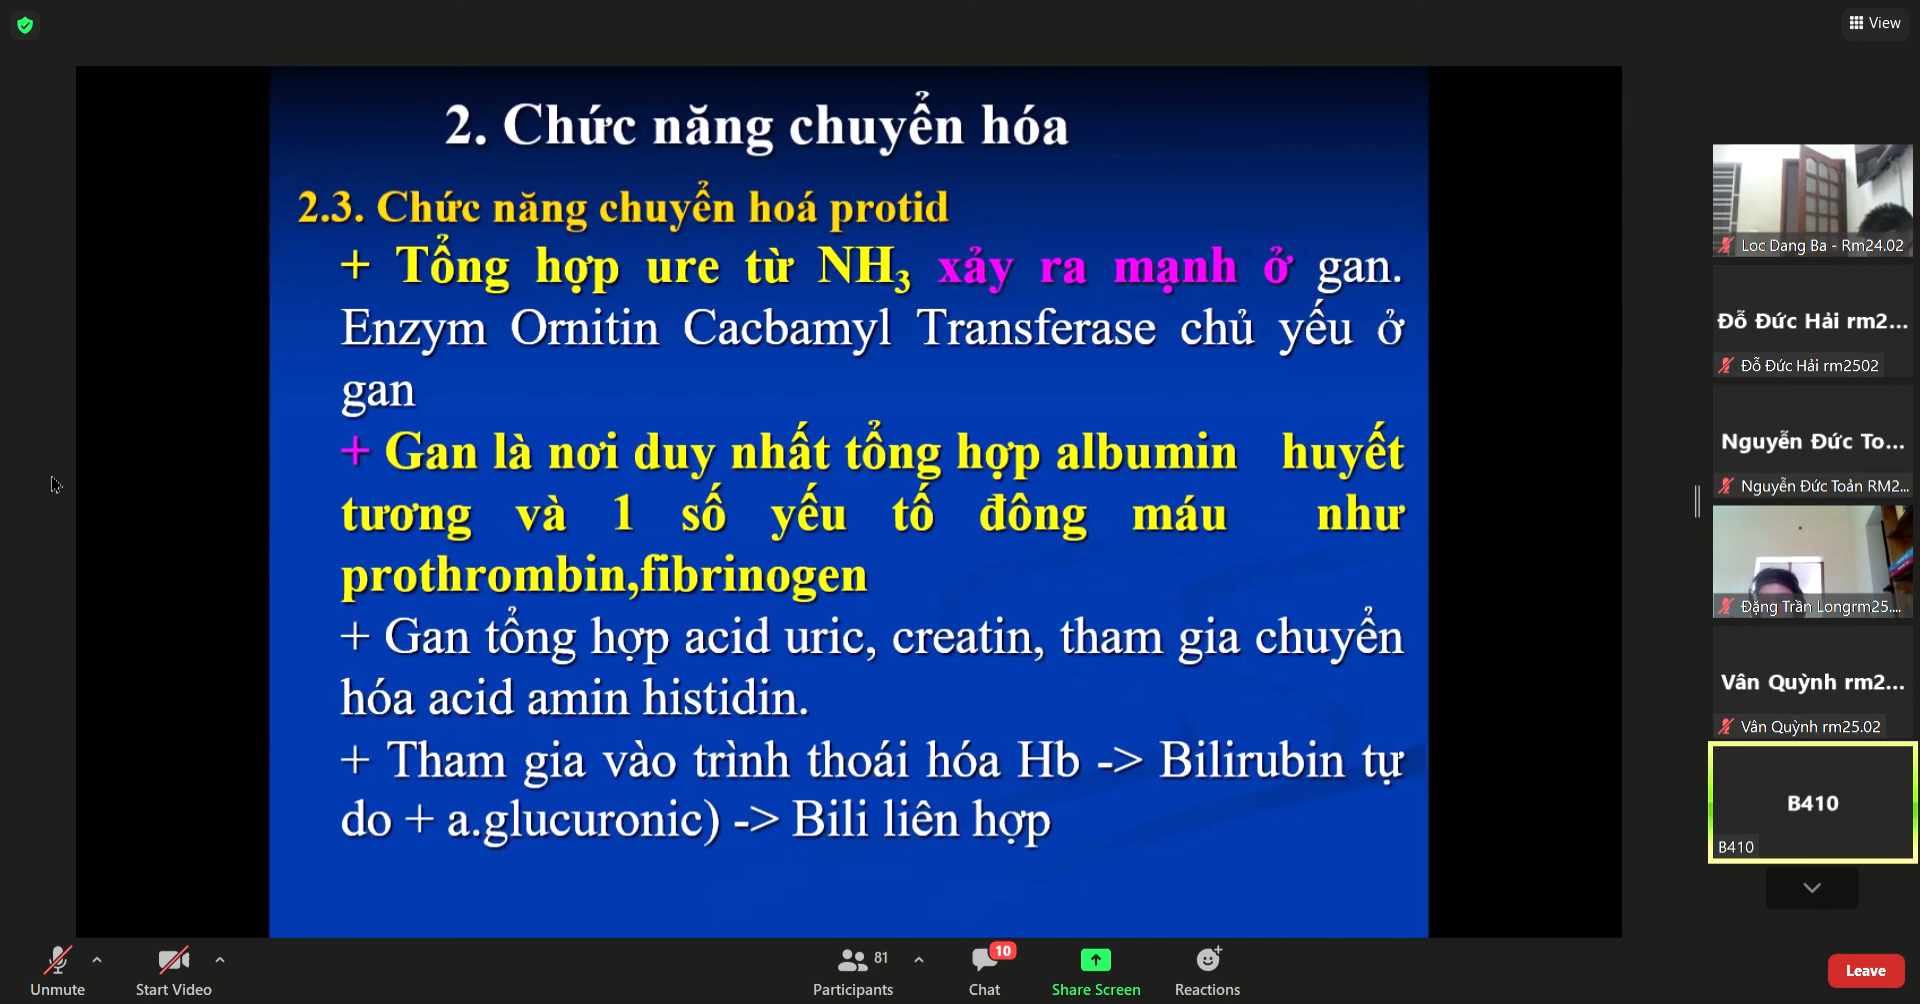 View
2. Chức năng chuyển hóa
2.3. Chức năng chuyển hoá protid
+ Tổng hợp ure từ NH₃ xảy ra mạnh ở gan.
Enzym Ornitin Cacbamyl Transferase chủ yếu ở
gan
+ Gan là nơi duy nhất tổng hợp albumin huyết
tương và 1 số yếu tố đông máu như
prothrombin,fibrinogen
+ Gan tổng hợp acid uric, creatin, tham gia chuyển
hóa acid amin histidin.
+ Tham gia vào trình thoái hóa Hb -> Bilirubin tự
do + a.glucuronic) -> Bili liên hợp
Loc Dang Ba - Rm24.02
Đỗ Đức Hải rm2...
Đỗ Đức Hải rm2502
Nguyễn Đức To...
Nguyễn Đức Toản RM2...
Đặng Trần Longrm25....
Vân Quỳnh rm2...
Vân Quỳnh rm25.02
B410
B410
Unmute
Start Video
81
Participants
10
Chat
Share Screen
Reactions
Leave